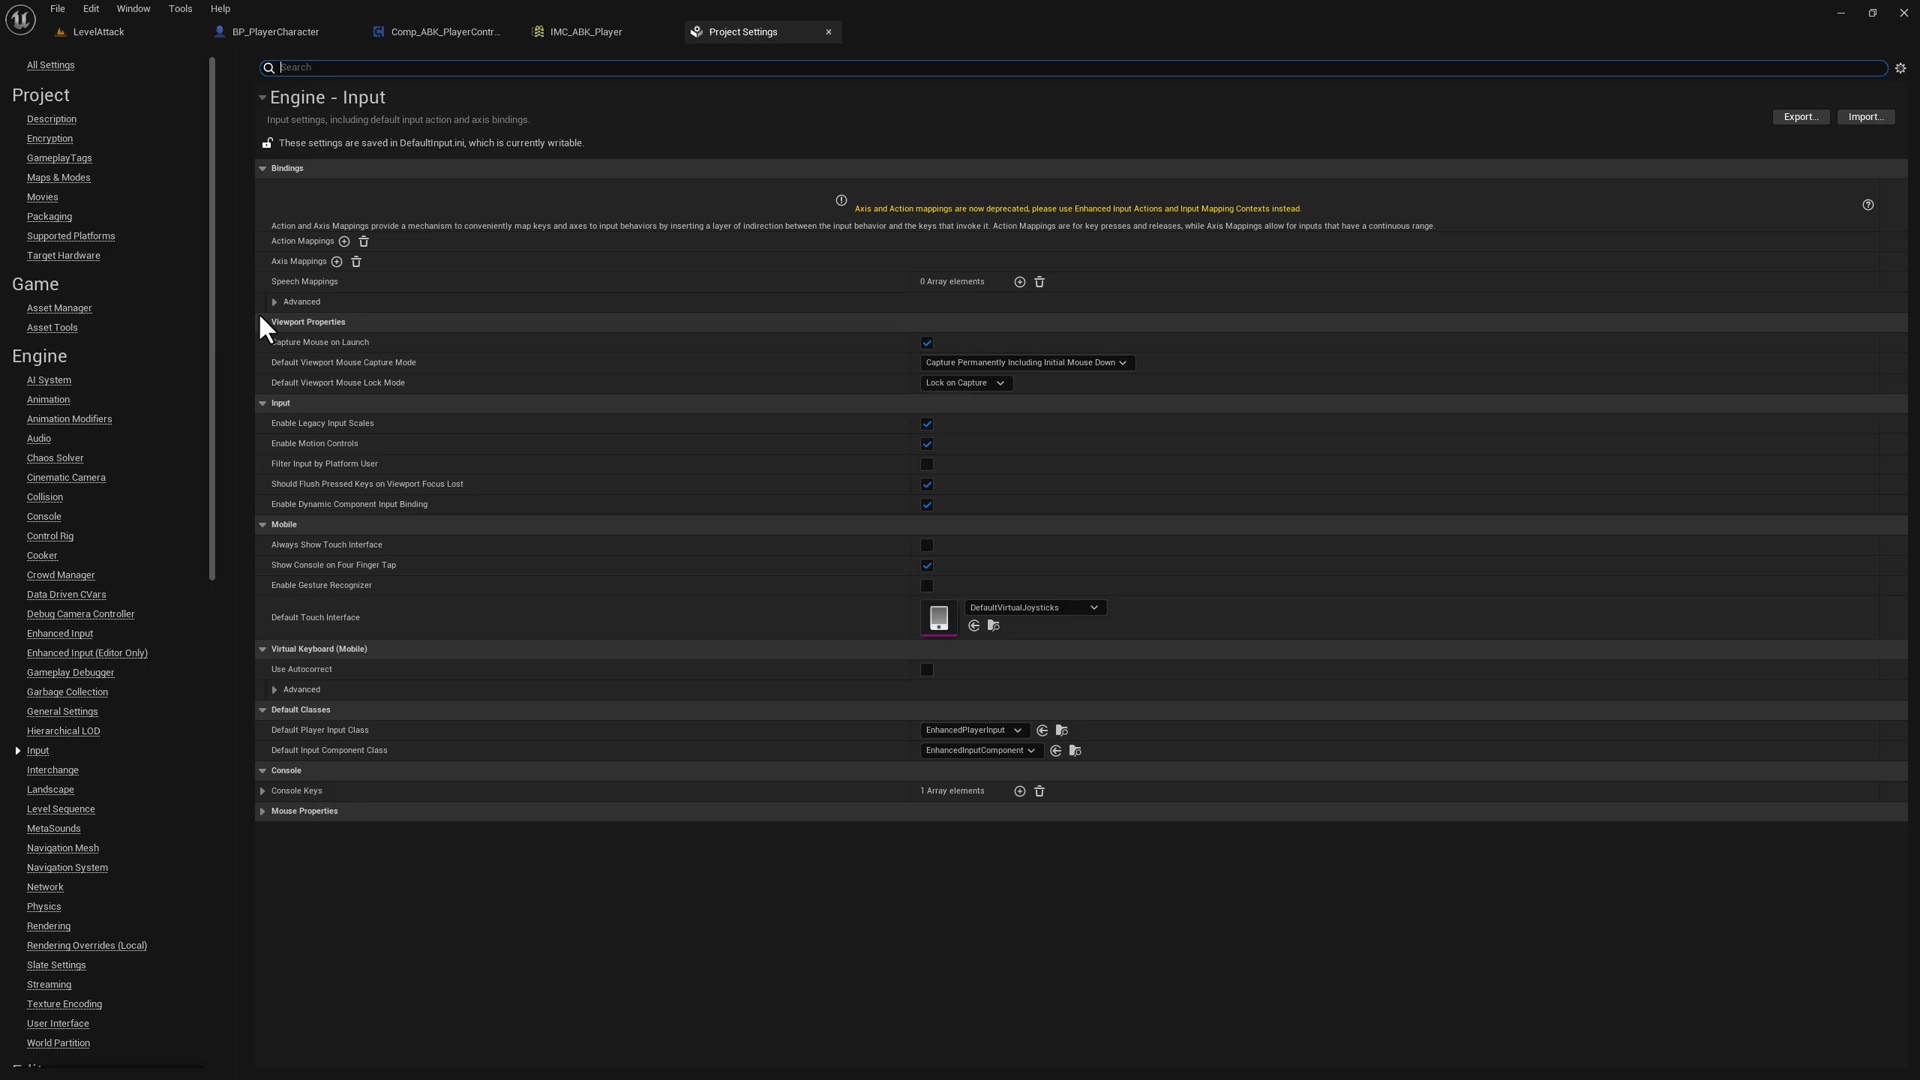 File Edit Window Tools Help
LevelAttack BP_PlayerCharacter Comp_ABK_PlayerContr... IMC_ABK_Player Project Settings
All Settings
Project
Description
Encryption
GameplayTags
Maps & Modes
Movies
Packaging
Supported Platforms
Target Hardware
Game
Asset Manager
Asset Tools
Engine
AI System
Animation
Animation Modifiers
Audio
Chaos Solver
Cinematic Camera
Collision
Console
Control Rig
Cooker
Crowd Manager
Data Driven CVars
Debug Camera Controller
Enhanced Input
Enhanced Input (Editor Only)
Gameplay Debugger
Garbage Collection
General Settings
Hierarchical LOD
Input
Interchange
Landscape
Level Sequence
MetaSounds
Navigation Mesh
Navigation System
Network
Physics
Rendering
Rendering Overrides (Local)
Slate Settings
Streaming
Texture Encoding
User Interface
World Partition
Search
Engine - Input
Input settings, including default input action and axis bindings.
Export... Import...
These settings are saved in DefaultInput.ini, which is currently writable.
Bindings
Axis and Action mappings are now deprecated, please use Enhanced Input Actions and Input Mapping Contexts instead.
Action and Axis Mappings provide a mechanism to conveniently map keys and axes to input behaviors by inserting a layer of indirection between the input behavior and the keys that invoke it. Action Mappings are for key presses and releases, while Axis Mappings allow for inputs that have a continuous range.
Action Mappings
Axis Mappings
Speech Mappings 0 Array elements
Advanced
Viewport Properties
Capture Mouse on Launch
Default Viewport Mouse Capture Mode Capture Permanently Including Initial Mouse Down
Default Viewport Mouse Lock Mode Lock on Capture
Input
Enable Legacy Input Scales
Enable Motion Controls
Filter Input by Platform User
Should Flush Pressed Keys on Viewport Focus Lost
Enable Dynamic Component Input Binding
Mobile
Always Show Touch Interface
Show Console on Four Finger Tap
Enable Gesture Recognizer
Default Touch Interface DefaultVirtualJoysticks
Virtual Keyboard (Mobile)
Use Autocorrect
Advanced
Default Classes
Default Player Input Class EnhancedPlayerInput
Default Input Component Class EnhancedInputComponent
Console
Console Keys 1 Array elements
Mouse Properties